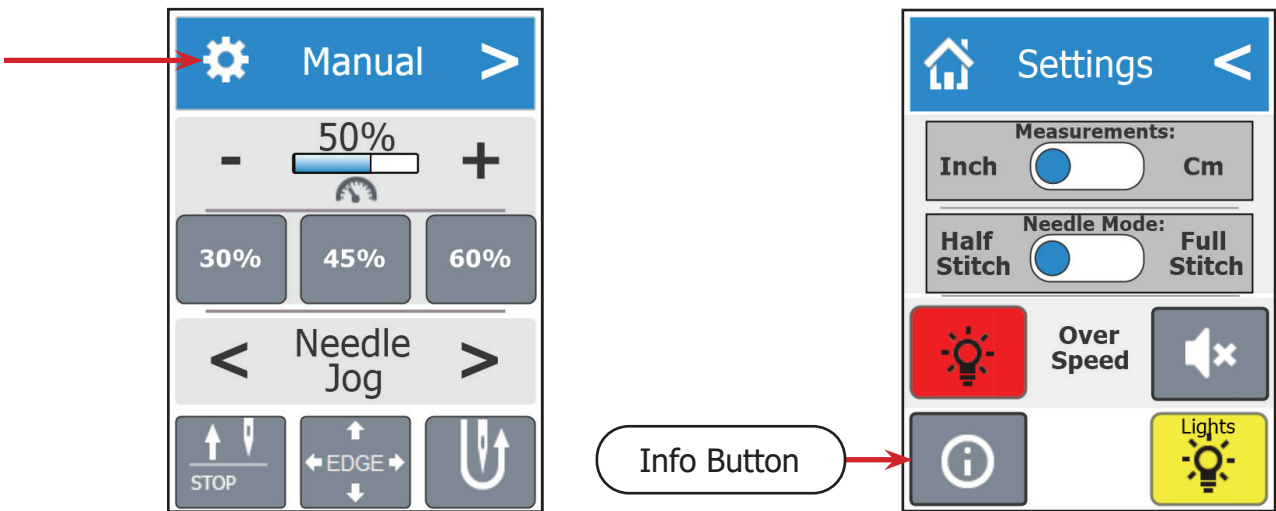 Manual >
50%
- +
30% 45% 60%
< Needle >
Jog
STOP
EDGE
Settings <
Measurements:
Inch Cm
Needle Mode:
Half Full
Stitch Stitch
Over
Speed
Info Button
i
Lights